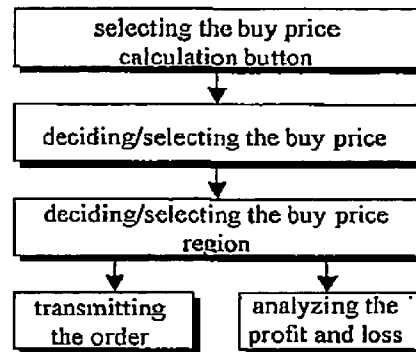 selecting the buy price
calculation button
deciding/selecting the buy price
deciding/selecting the buy price
region
transmitting
the order
analyzing the
profit and loss